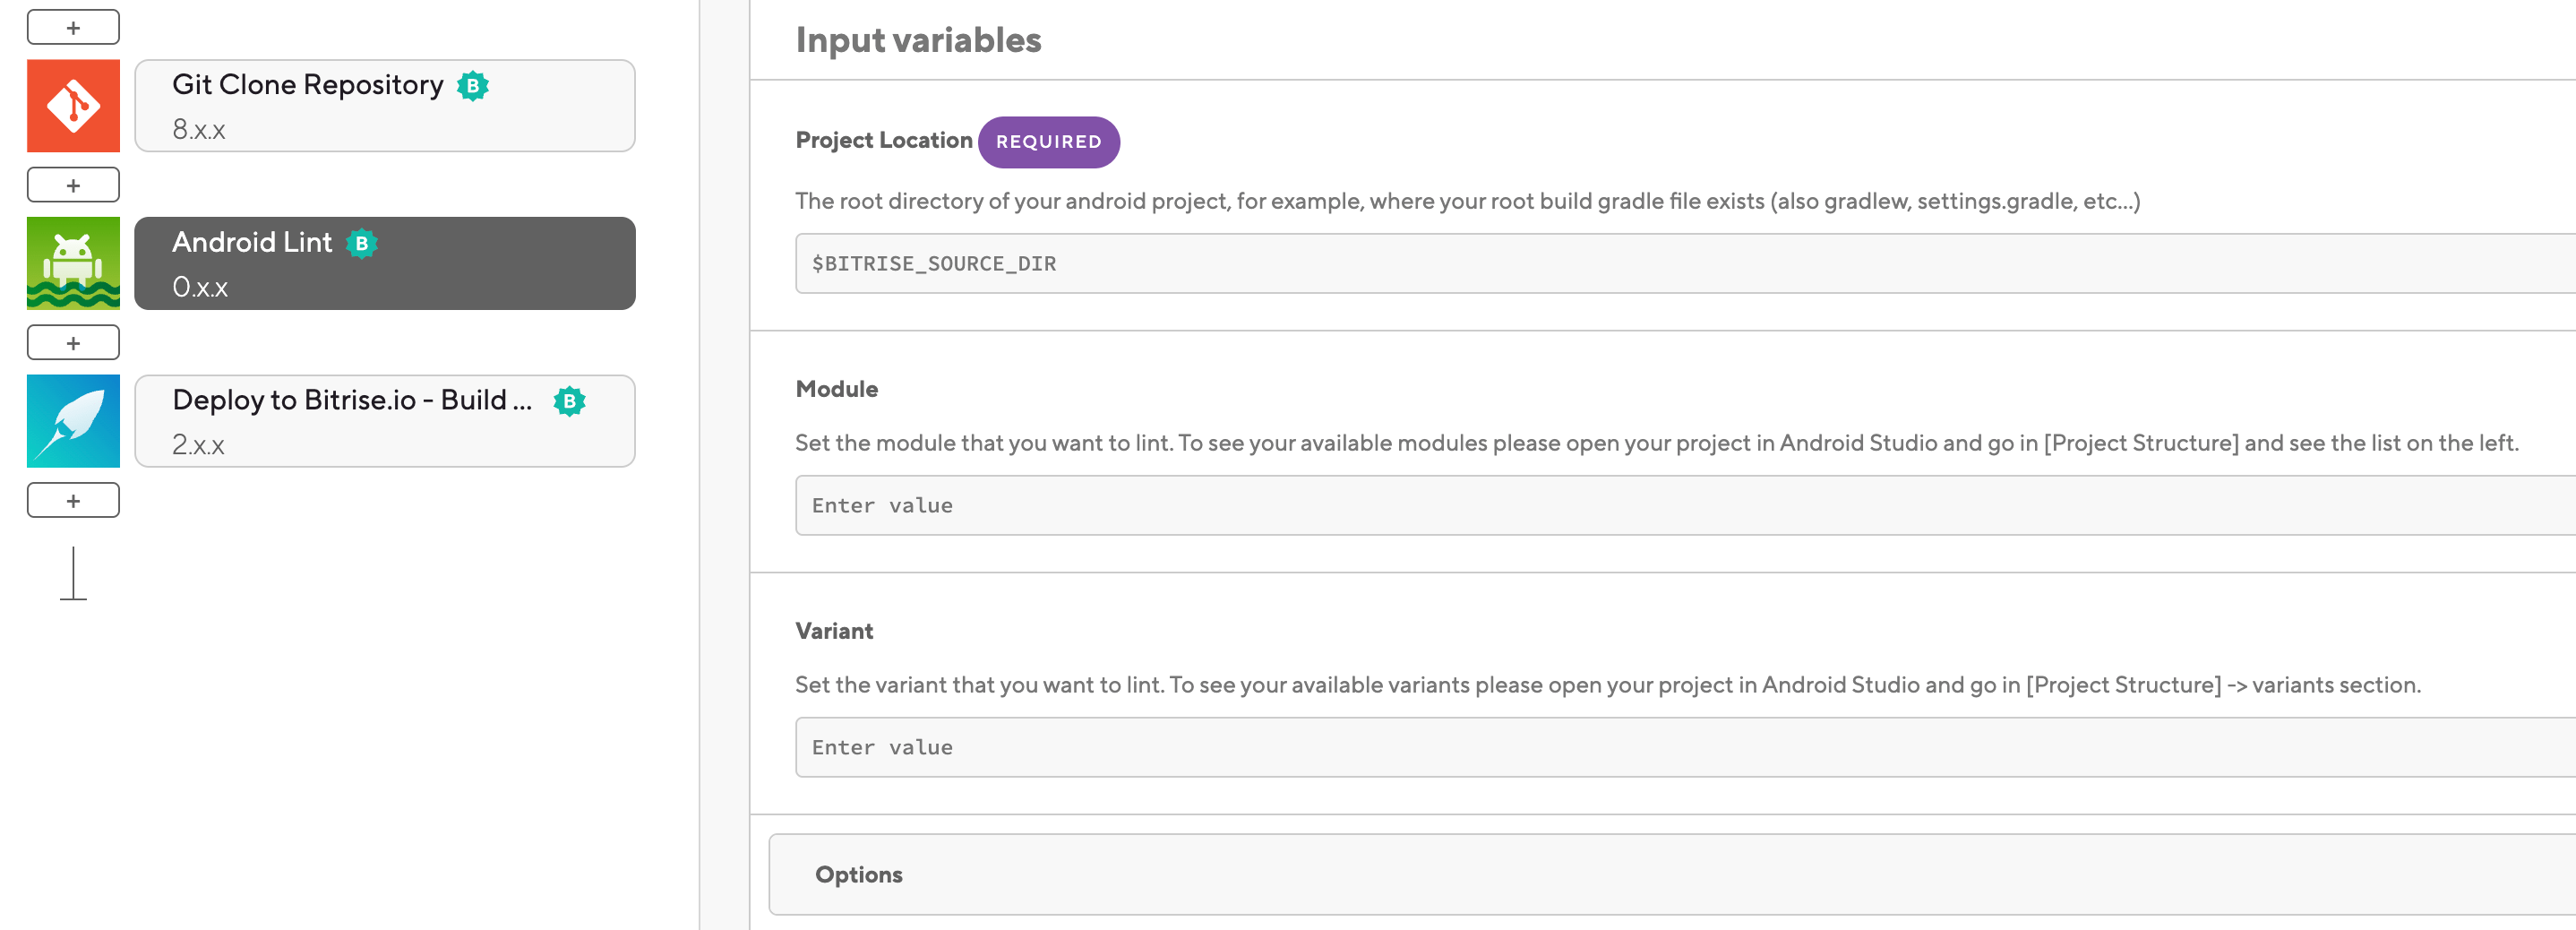 +
Git Clone Repository B
8.x.x
+
Android Lint B
0.x.x
+
Deploy to Bitrise.io - Build ... B
2.x.x
+
Input variables
Project Location REQUIRED
The root directory of your android project, for example, where your root build gradle file exists (also gradlew, settings.gradle, etc...)
$BITRISE_SOURCE_DIR
Module
Set the module that you want to lint. To see your available modules please open your project in Android Studio and go in [Project Structure] and see the list on the left.
Enter value
Variant
Set the variant that you want to lint. To see your available variants please open your project in Android Studio and go in [Project Structure] -> variants section.
Enter value
Options